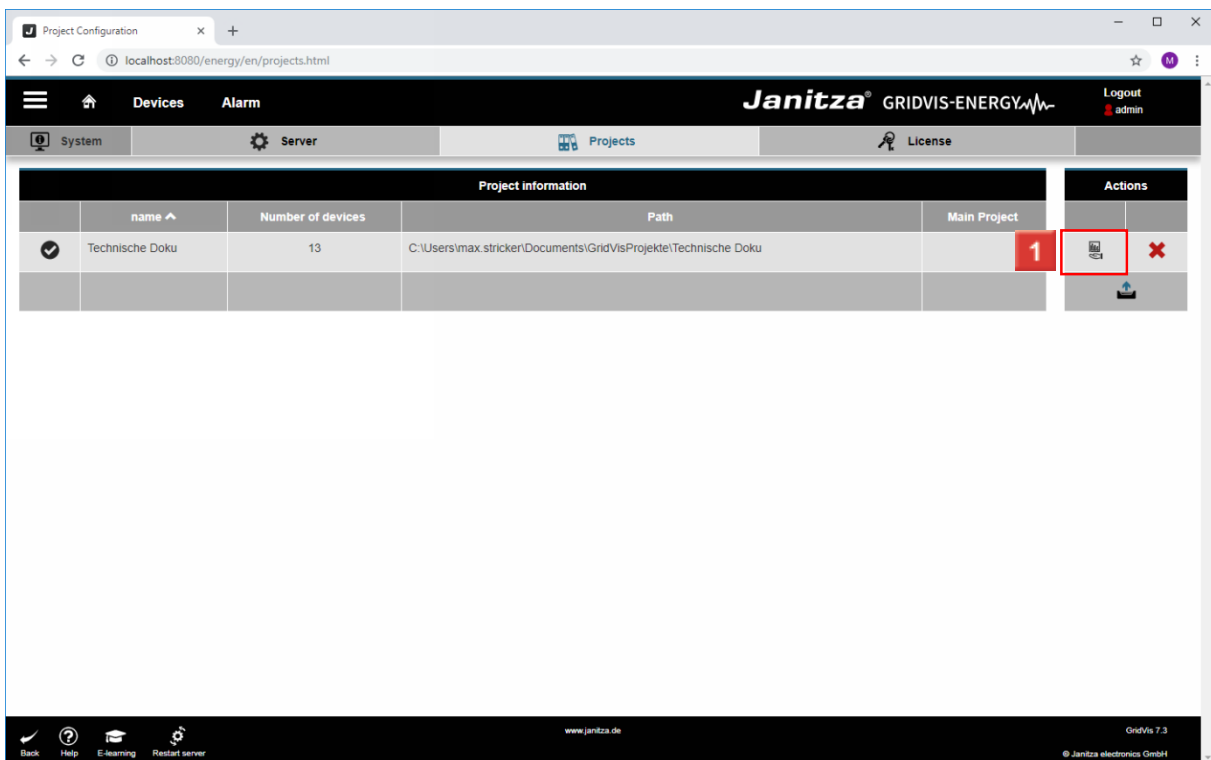 Project Configuration
localhost:8080/energy/en/projects.html
M
Devices Alarm
Janitza® GRIDVIS-ENERGY
Logout
admin
System Server Projects License
Project information Actions
name Number of devices Path Main Project
Technische Doku 13 C:\Users\max.stricker\Documents\GridVisProjekte\Technische Doku
1
Back Help E-learning Restart server
www.janitza.de
GridVis 7.3
© Janitza electronics GmbH